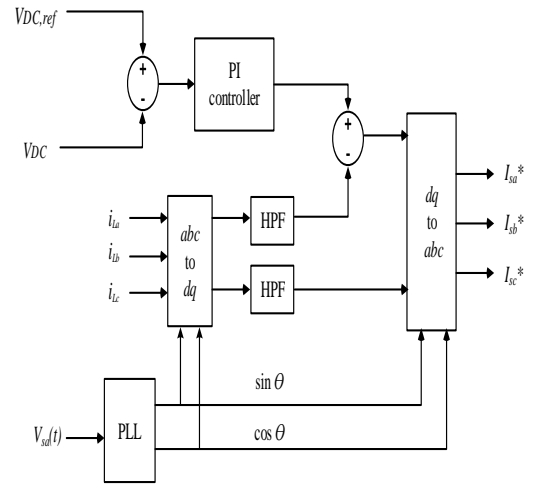 VDC,ref
+
-
PI
controller
VDC
+
-
dq
to
abc
Isa*
Isb*
Isc*
iLa
iLb
iLc
abc
to
dq
HPF
HPF
sin θ
cos θ
Vsa(t)
PLL